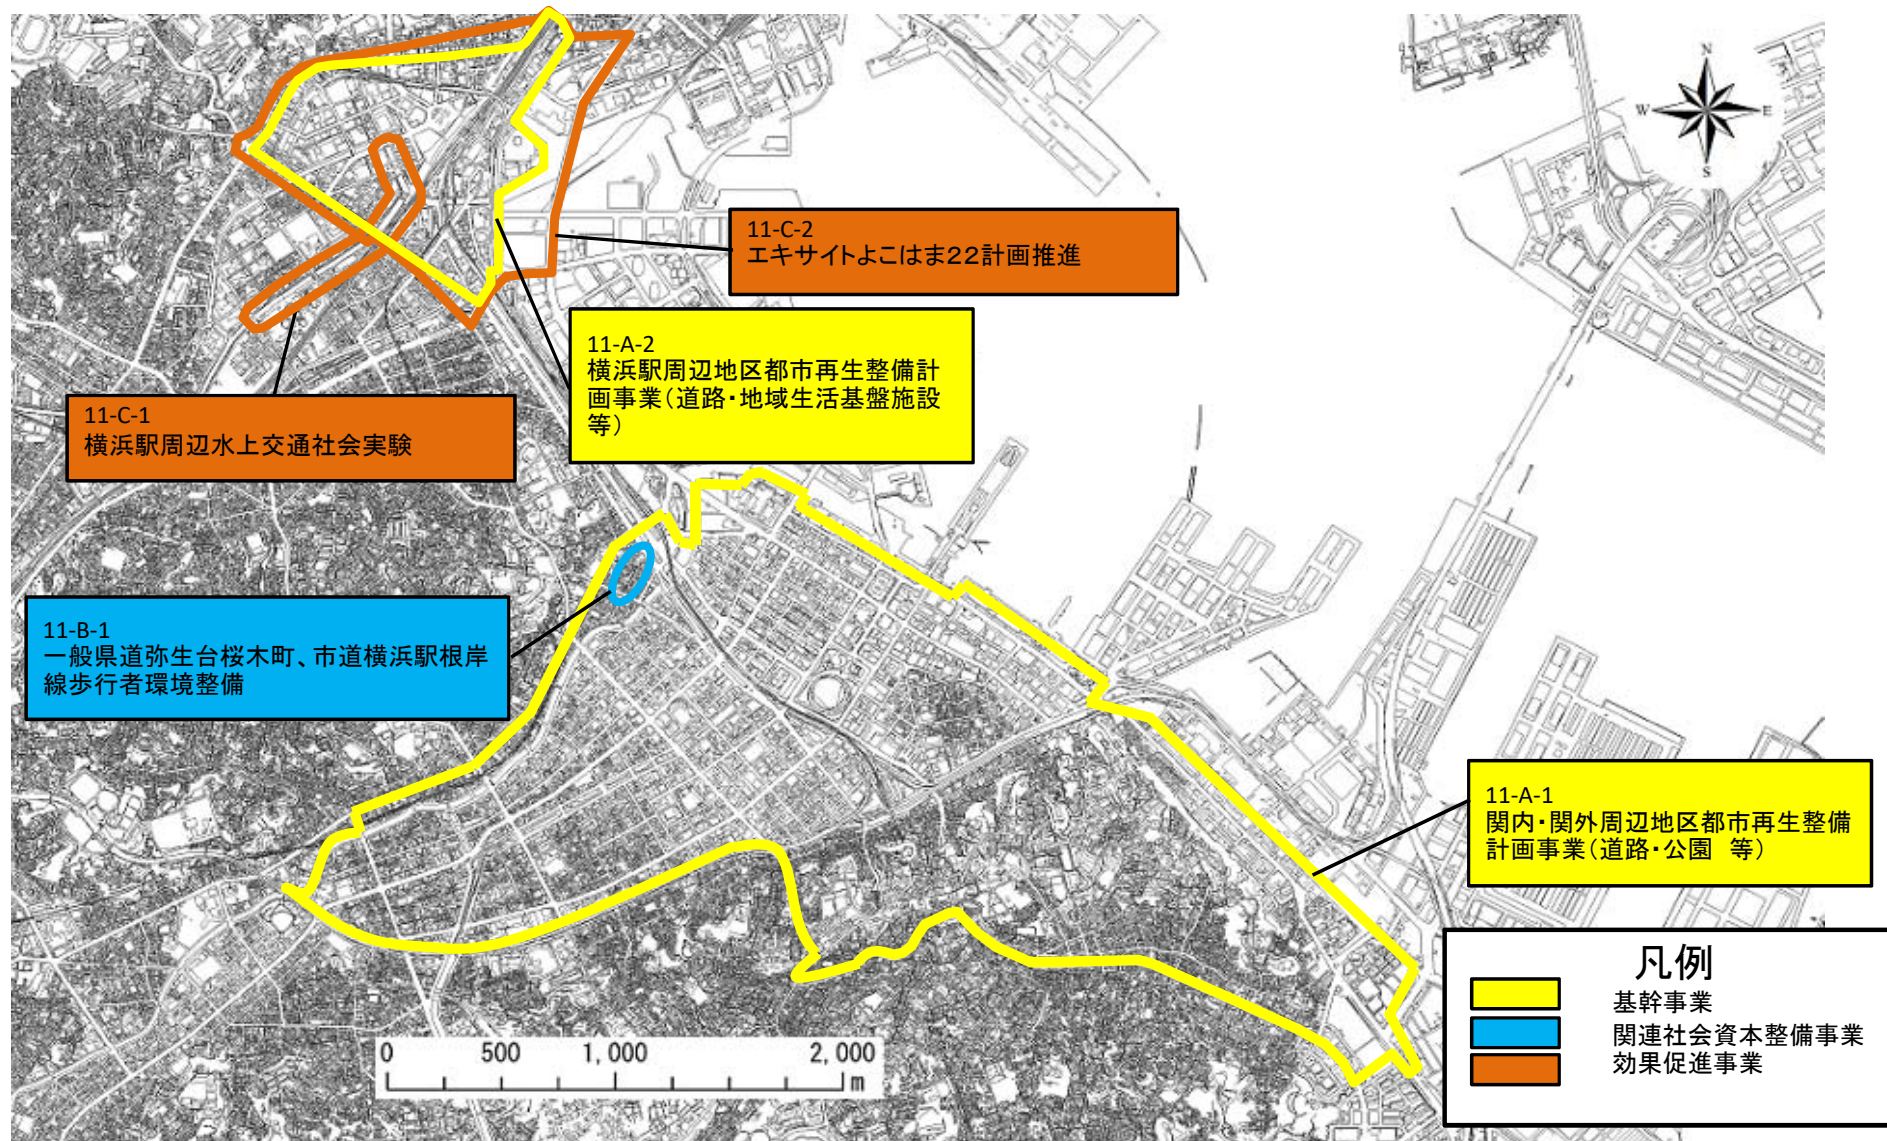 N
W
E
S
11-C-2
エキサイトよこはま22計画推進
11-A-2
横浜駅周辺地区都市再生整備計
画事業(道路・地域生活基盤施設
等)
11-C-1
横浜駅周辺水上交通社会実験
11-B-1
一般県道弥生台桜木町、市道横浜駅根岸
線歩行者環境整備
11-A-1
関内・関外周辺地区都市再生整備
計画事業(道路・公園 等)
凡例
基幹事業
関連社会資本整備事業
効果促進事業
0 500 1,000 2,000
m